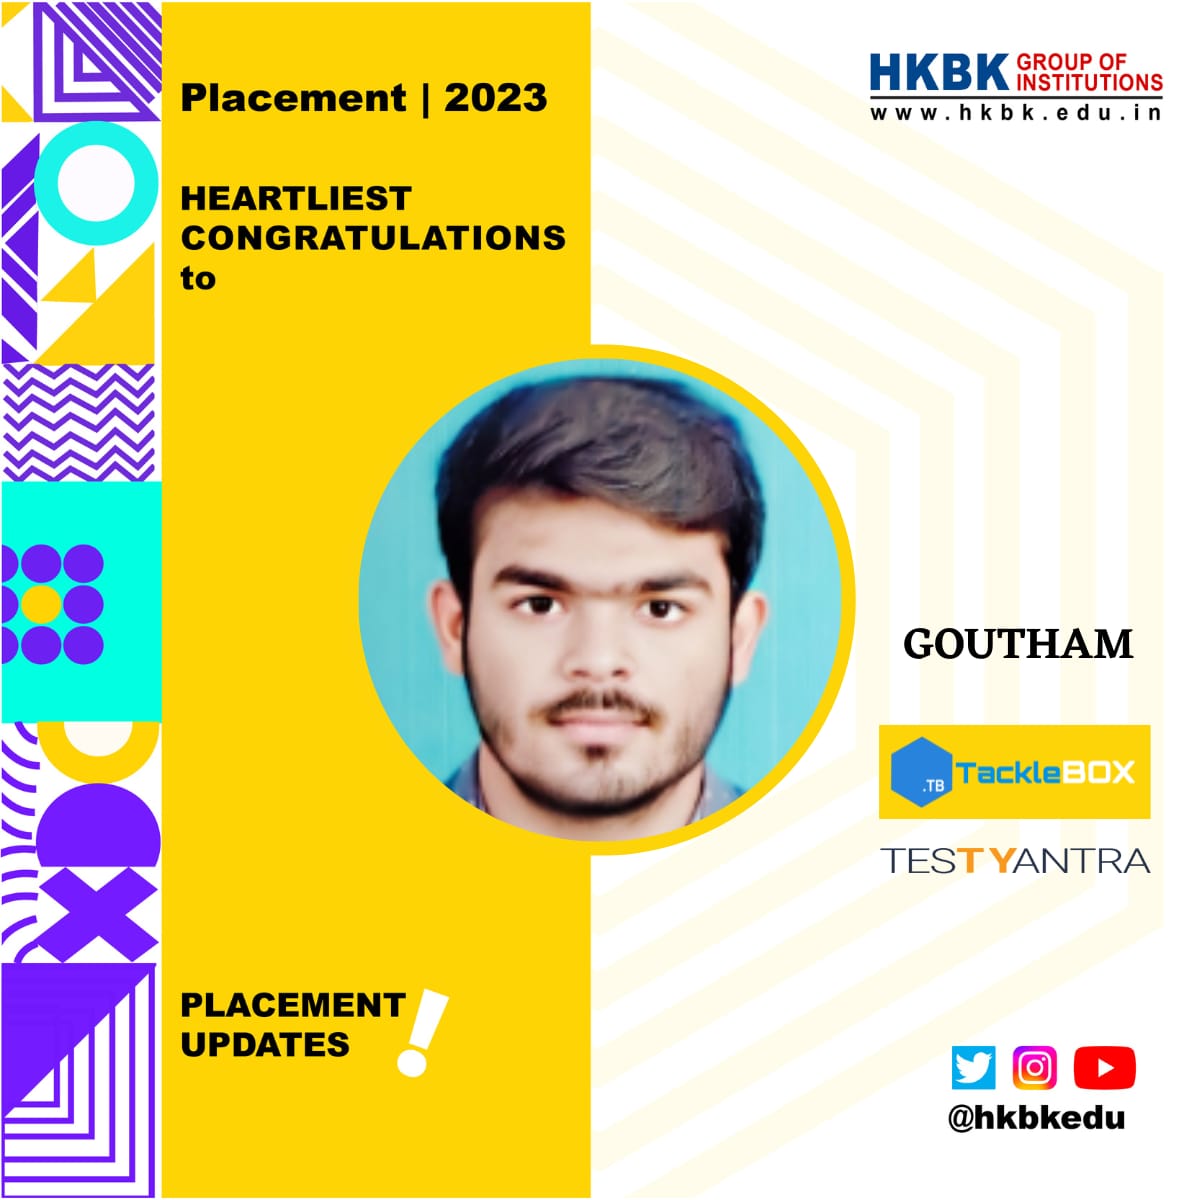 Placement | 2023
HKBK GROUP OF INSTITUTIONS
www.hkbk.edu.in
HEARTLIEST
CONGRATULATIONS
to
GOUTHAM
.TB TackleBOX
TESTYANTRA
PLACEMENT
UPDATES !
@hkbkedu